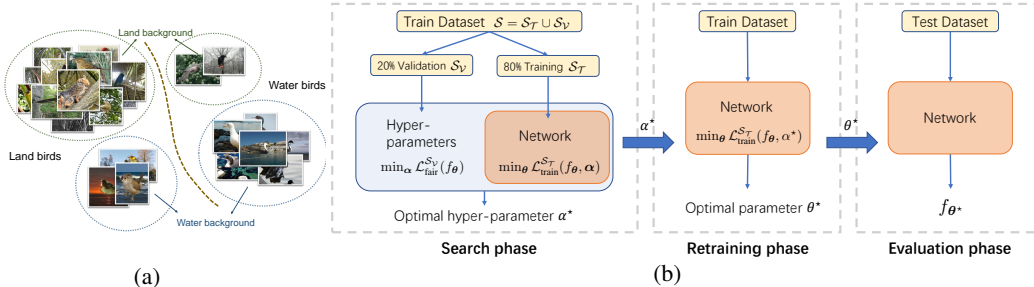 Land background
Water birds
Land birds
Water background
(a)
Train Dataset 𝒮 = 𝒮_𝒯 ∪ 𝒮_𝒱
20% Validation 𝒮_𝒱
80% Training 𝒮_𝒯
Hyper-
parameters
min_α ℒ_fair^{𝒮_𝒱}(f_θ)
Network
min_θ ℒ_train^{𝒮_𝒯}(f_θ, α)
Optimal hyper-parameter α*
Search phase
α*
Train Dataset
Network
min_θ ℒ_train^{𝒮_𝒯}(f_θ, α*)
Optimal parameter θ*
Retraining phase
θ*
Test Dataset
Network
f_θ*
Evaluation phase
(b)